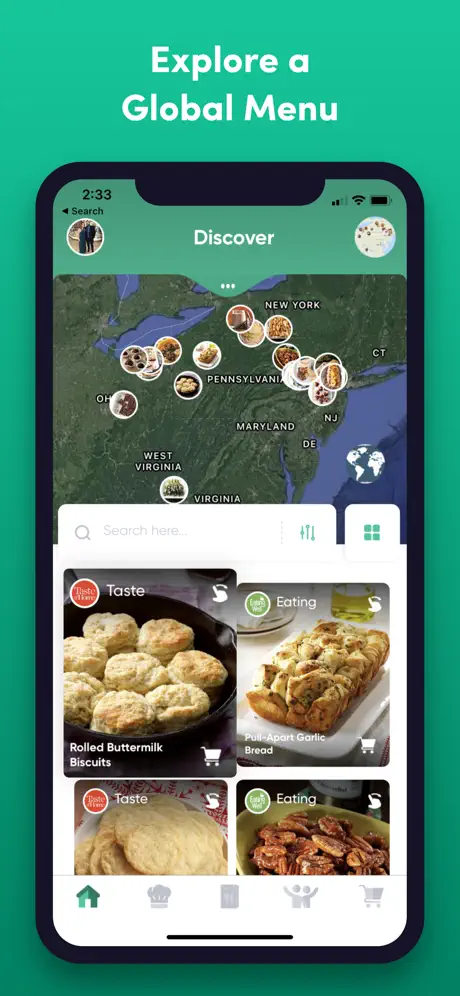 Explore a
Global Menu
2:33
◀ Search
Discover
NEW YORK
CT
OH
PENNSYLVANIA
NJ
MARYLAND
DE
WEST
VIRGINIA
VIRGINIA
Search here...
Taste of Home
Taste
Eating Well
Eating
Rolled Buttermilk
Biscuits
Pull-Apart Garlic
Bread
Taste of Home
Taste
Eating Well
Eating